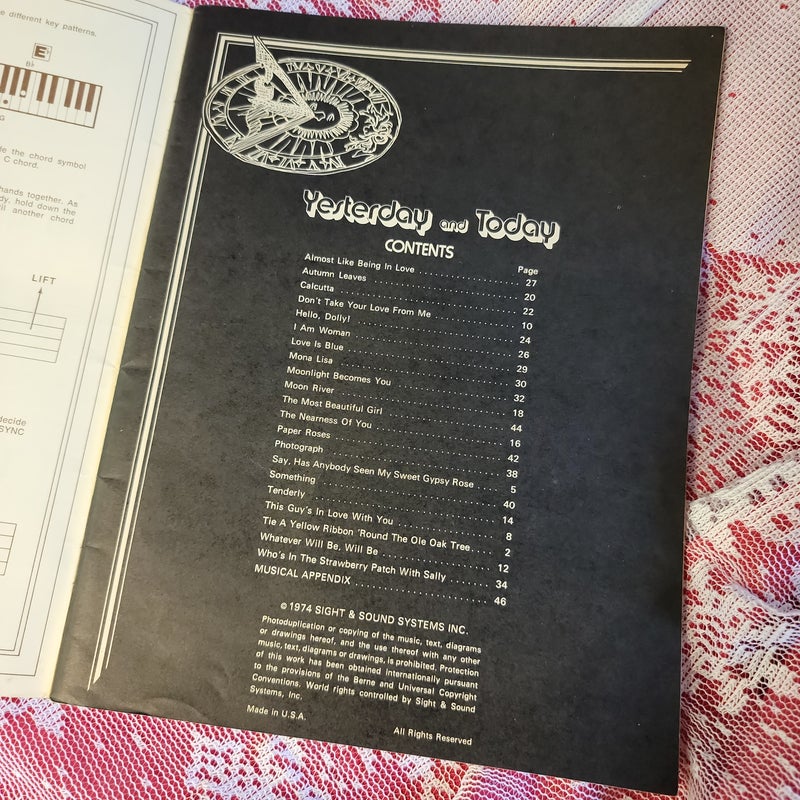 e different key patterns.
E♭
B♭
G
e the chord symbol
C chord.
hands together. As
dy, hold down the
ll another chord
LIFT
decide
SYNC
Yesterday and Today
CONTENTS
Page
Almost Like Being In Love 27
Autumn Leaves 20
Calcutta 22
Don't Take Your Love From Me 10
Hello, Dolly! 24
I Am Woman 26
Love Is Blue 29
Mona Lisa 30
Moonlight Becomes You 32
Moon River 18
The Most Beautiful Girl 44
The Nearness Of You 16
Paper Roses 42
Photograph 38
Say, Has Anybody Seen My Sweet Gypsy Rose 5
Something 40
Tenderly 14
This Guy's In Love With You 8
Tie A Yellow Ribbon 'Round The Ole Oak Tree 2
Whatever Will Be, Will Be 12
Who's In The Strawberry Patch With Sally 34
MUSICAL APPENDIX 46
© 1974 SIGHT & SOUND SYSTEMS INC.
Photoduplication or copying of the music, text, diagrams
or drawings hereof, and the use thereof with any other
music, text, diagrams or drawings, is prohibited. Protection
of this work has been obtained internationally pursuant
to the provisions of the Berne and Universal Copyright
Conventions. World rights controlled by Sight & Sound
Systems, Inc.
Made in U.S.A.
All Rights Reserved